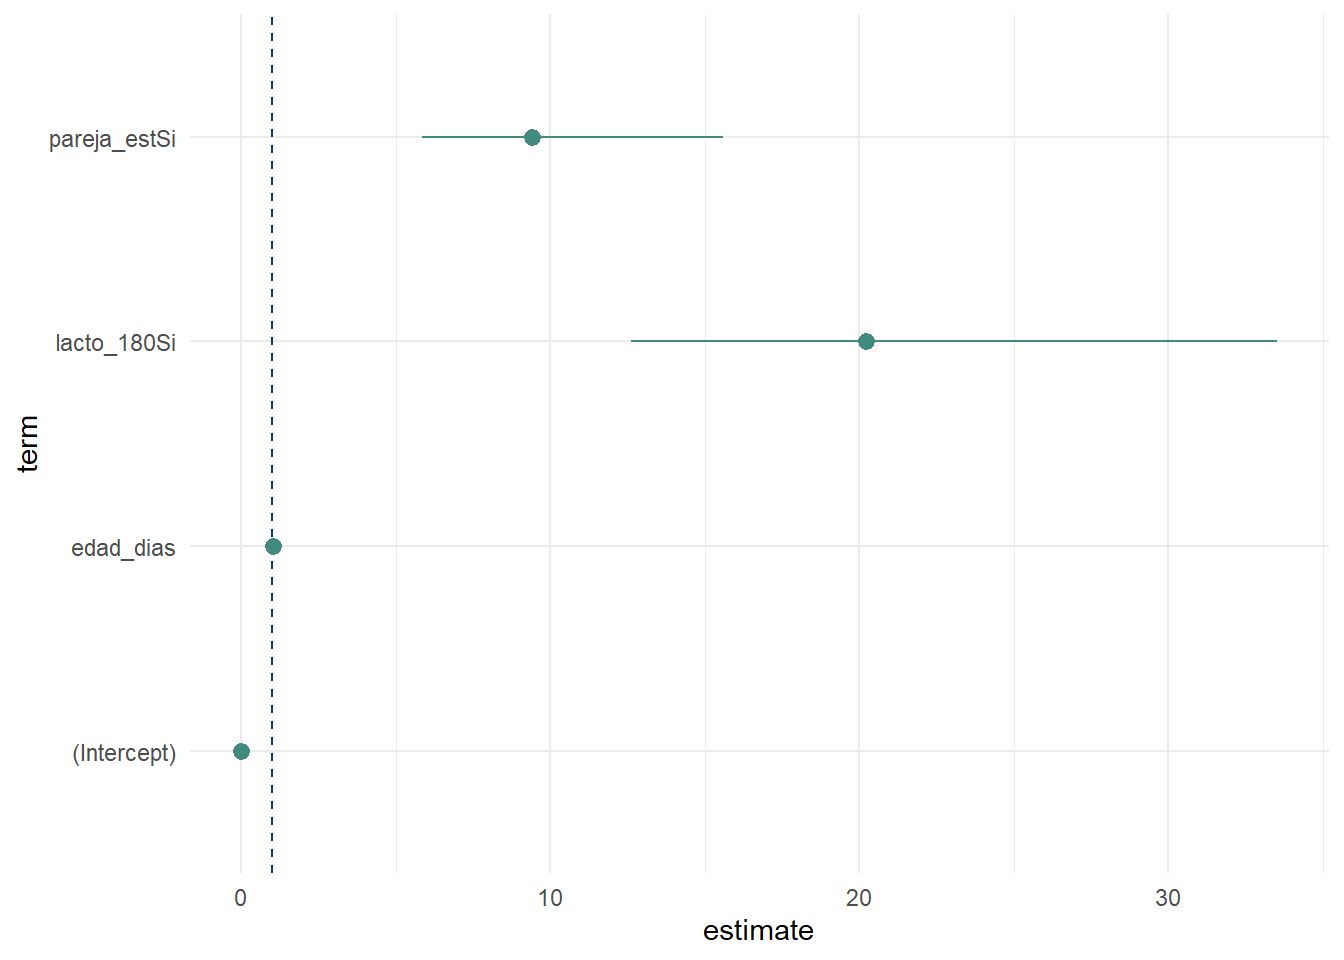 pareja_estSi
lacto_180Si
edad_dias
(Intercept)
term
0 10 20 30
estimate